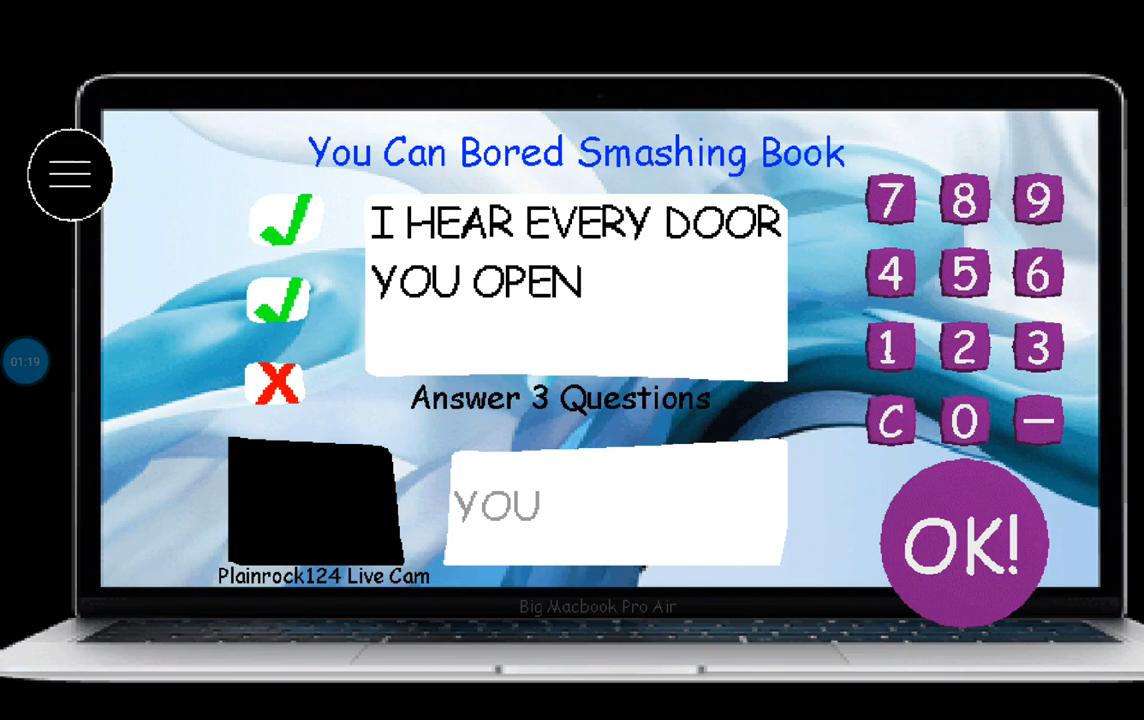 You Can Bored Smashing Book
I HEAR EVERY DOOR
YOU OPEN
X
Answer 3 Questions
7 8 9
4 5 6
1 2 3
C 0 –
01:19
YOU
OK!
Plainrock124 Live Cam
Big Macbook Pro Air